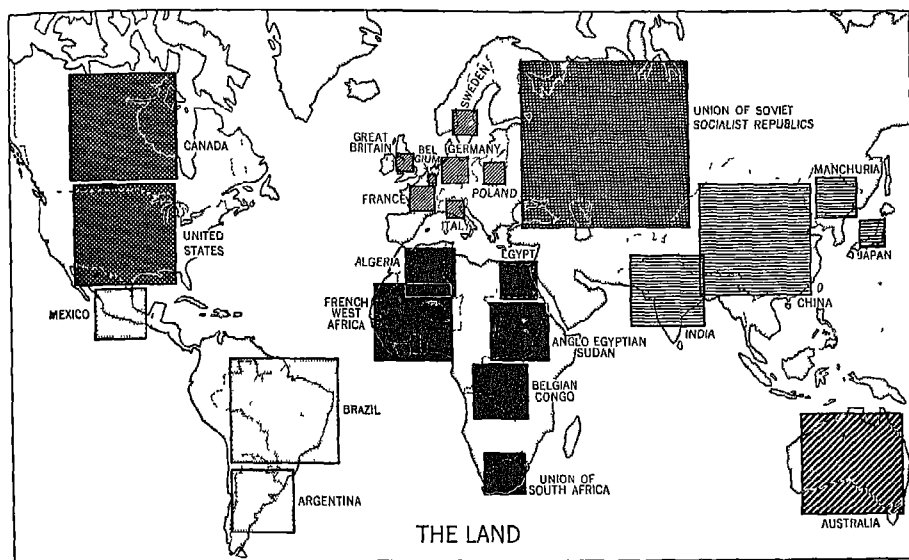 CANADA
UNITED
STATES
MEXICO
BRAZIL
ARGENTINA
SWEDEN
GREAT
BRITAIN
BEL
GIUM
GERMANY
POLAND
FRANCE
ITALY
ALGERIA
EGYPT
FRENCH
WEST
AFRICA
ANGLO EGYPTIAN
SUDAN
BELGIAN
CONGO
UNION OF
SOUTH AFRICA
UNION OF SOVIET
SOCIALIST REPUBLICS
MANCHURIA
JAPAN
CHINA
INDIA
AUSTRALIA
THE LAND